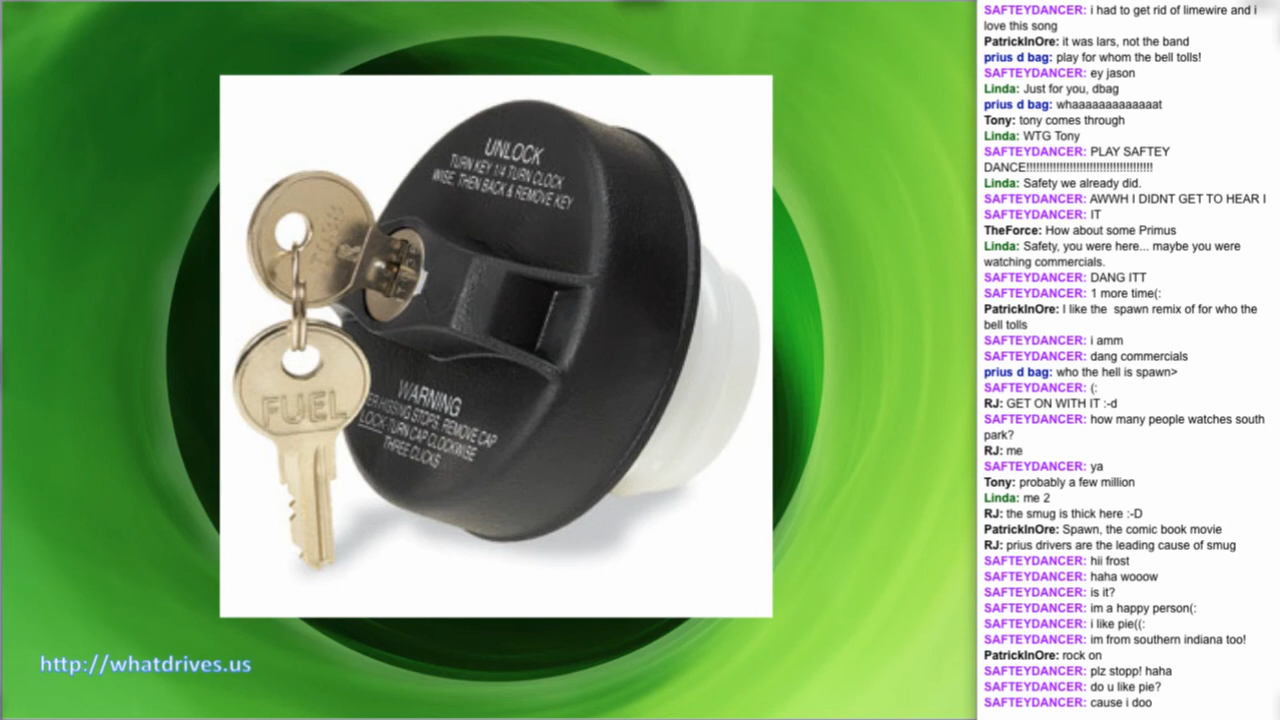 UNLOCK
TURN KEY 1/4 TURN CLOCK
WISE, THEN BACK & REMOVE KEY
FUEL
WARNING
STOPS, REMOVE CAP
TURN CAP CLOCKWISE
THREE CLICKS
http://whatdrives.us
SAFTEYDANCER: i had to get rid of limewire and i
love this song
PatrickInOre: it was lars, not the band
prius d bag: play for whom the bell tolls!
SAFTEYDANCER: ey jason
Linda: Just for you, dbag
prius d bag: whaaaaaaaaaaaaat
Tony: tony comes through
Linda: WTG Tony
SAFTEYDANCER: PLAY SAFTEY
DANCE!!!!!!!!!!!!!!!!!!!!!!!!!!!!!!!!!!!!!!
Linda: Safety we already did.
SAFTEYDANCER: AWWH I DIDNT GET TO HEAR I
SAFTEYDANCER: IT
TheForce: How about some Primus
Linda: Safety, you were here... maybe you were
watching commercials.
SAFTEYDANCER: DANG ITT
SAFTEYDANCER: 1 more time(:
PatrickInOre: I like the spawn remix of for who the
bell tolls
SAFTEYDANCER: i amm
SAFTEYDANCER: dang commercials
prius d bag: who the hell is spawn>
SAFTEYDANCER: (:
RJ: GET ON WITH IT :-d
SAFTEYDANCER: how many people watches south
park?
RJ: me
SAFTEYDANCER: ya
Tony: probably a few million
Linda: me 2
RJ: the smug is thick here :-D
PatrickInOre: Spawn, the comic book movie
RJ: prius drivers are the leading cause of smug
SAFTEYDANCER: hii frost
SAFTEYDANCER: haha wooow
SAFTEYDANCER: is it?
SAFTEYDANCER: im a happy person(:
SAFTEYDANCER: i like pie((:
SAFTEYDANCER: im from southern indiana too!
PatrickInOre: rock on
SAFTEYDANCER: plz stopp! haha
SAFTEYDANCER: do u like pie?
SAFTEYDANCER: cause i doo